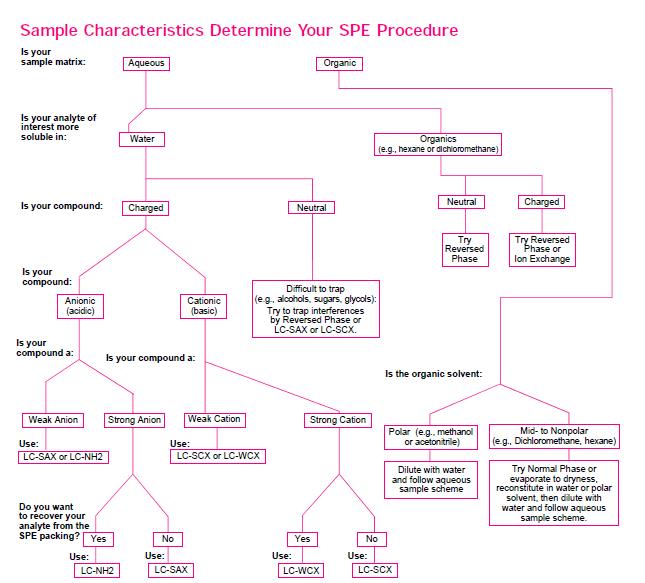 Sample Characteristics Determine Your SPE Procedure
Is your
sample matrix:
Aqueous
Organic
Is your analyte of
interest more
soluble in:
Water
Organics
(e.g., hexane or dichloromethane)
Is your compound:
Charged
Neutral
Neutral
Charged
Try
Reversed
Phase
Try Reversed
Phase or
Ion Exchange
Is your
compound:
Anionic
(acidic)
Cationic
(basic)
Difficult to trap
(e.g., alcohols, sugars, glycols):
Try to trap interferences
by Reversed Phase or
LC-SAX or LC-SCX.
Is your
compound a:
Is your compound a:
Is the organic solvent:
Weak Anion
Strong Anion
Weak Cation
Strong Cation
Polar (e.g., methanol
or acetonitrile)
Mid- to Nonpolar
(e.g., Dichloromethane, hexane)
Use:
LC-SAX or LC-NH2
Use:
LC-SCX or LC-WCX
Dilute with water
and follow aqueous
sample scheme
Try Normal Phase or
evaporate to dryness,
reconstitute in water or polar
solvent, then dilute with
water and follow aqueous
sample scheme.
Do you want
to recover your
analyte from the
SPE packing?
Yes
No
Yes
No
Use:
Use:
Use:
Use:
LC-NH2
LC-SAX
LC-WCX
LC-SCX